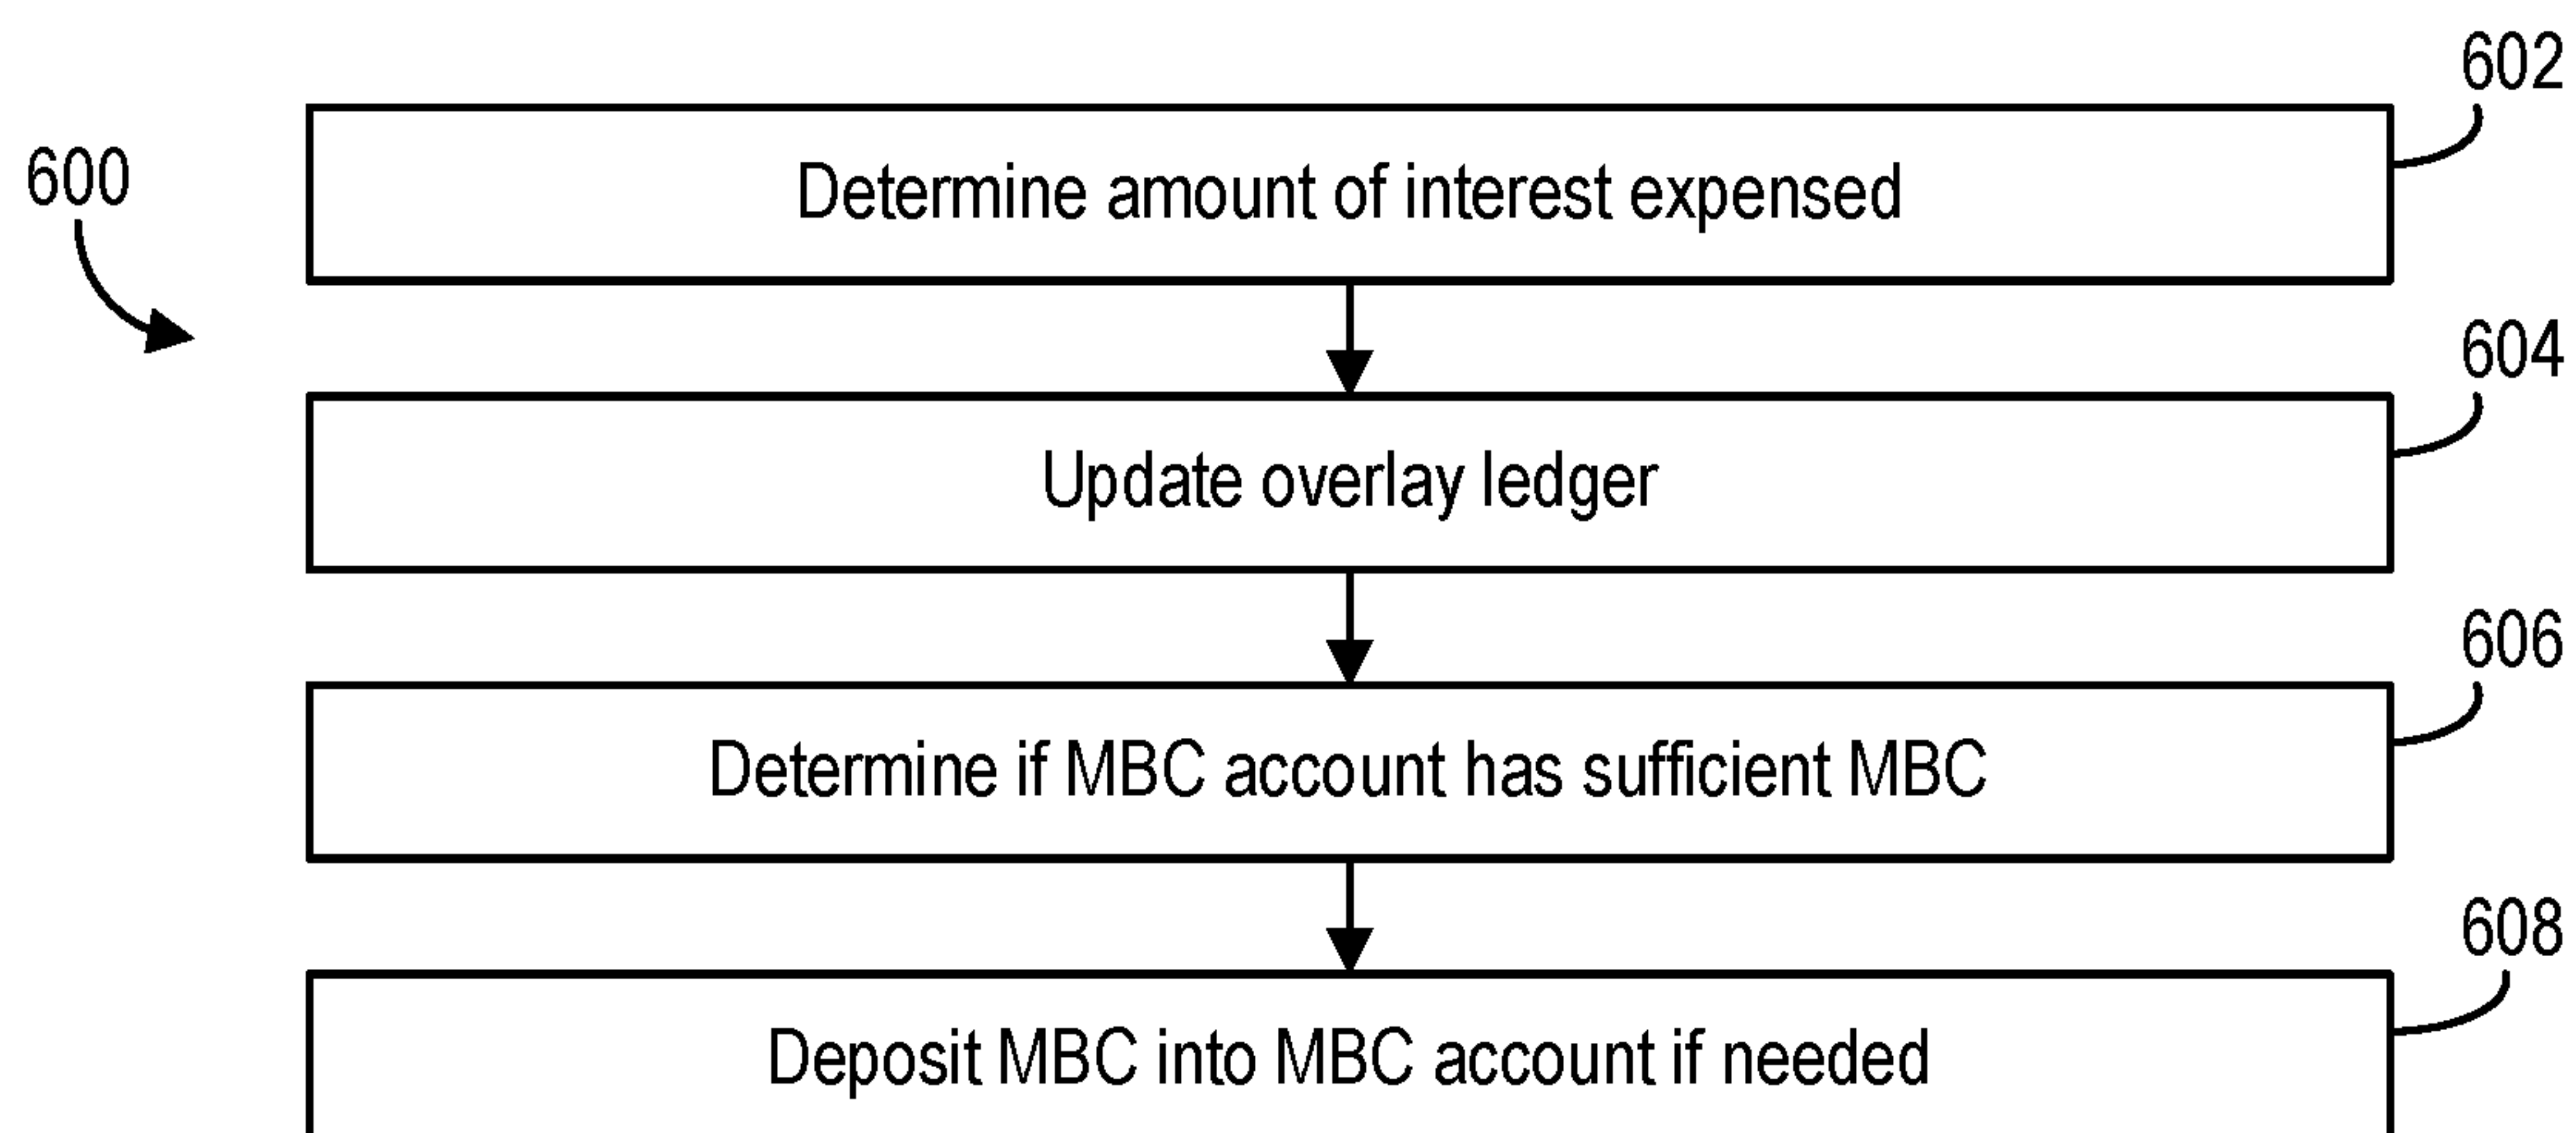 602
600
Determine amount of interest expensed
604
Update overlay ledger
606
Determine if MBC account has sufficient MBC
608
Deposit MBC into MBC account if needed